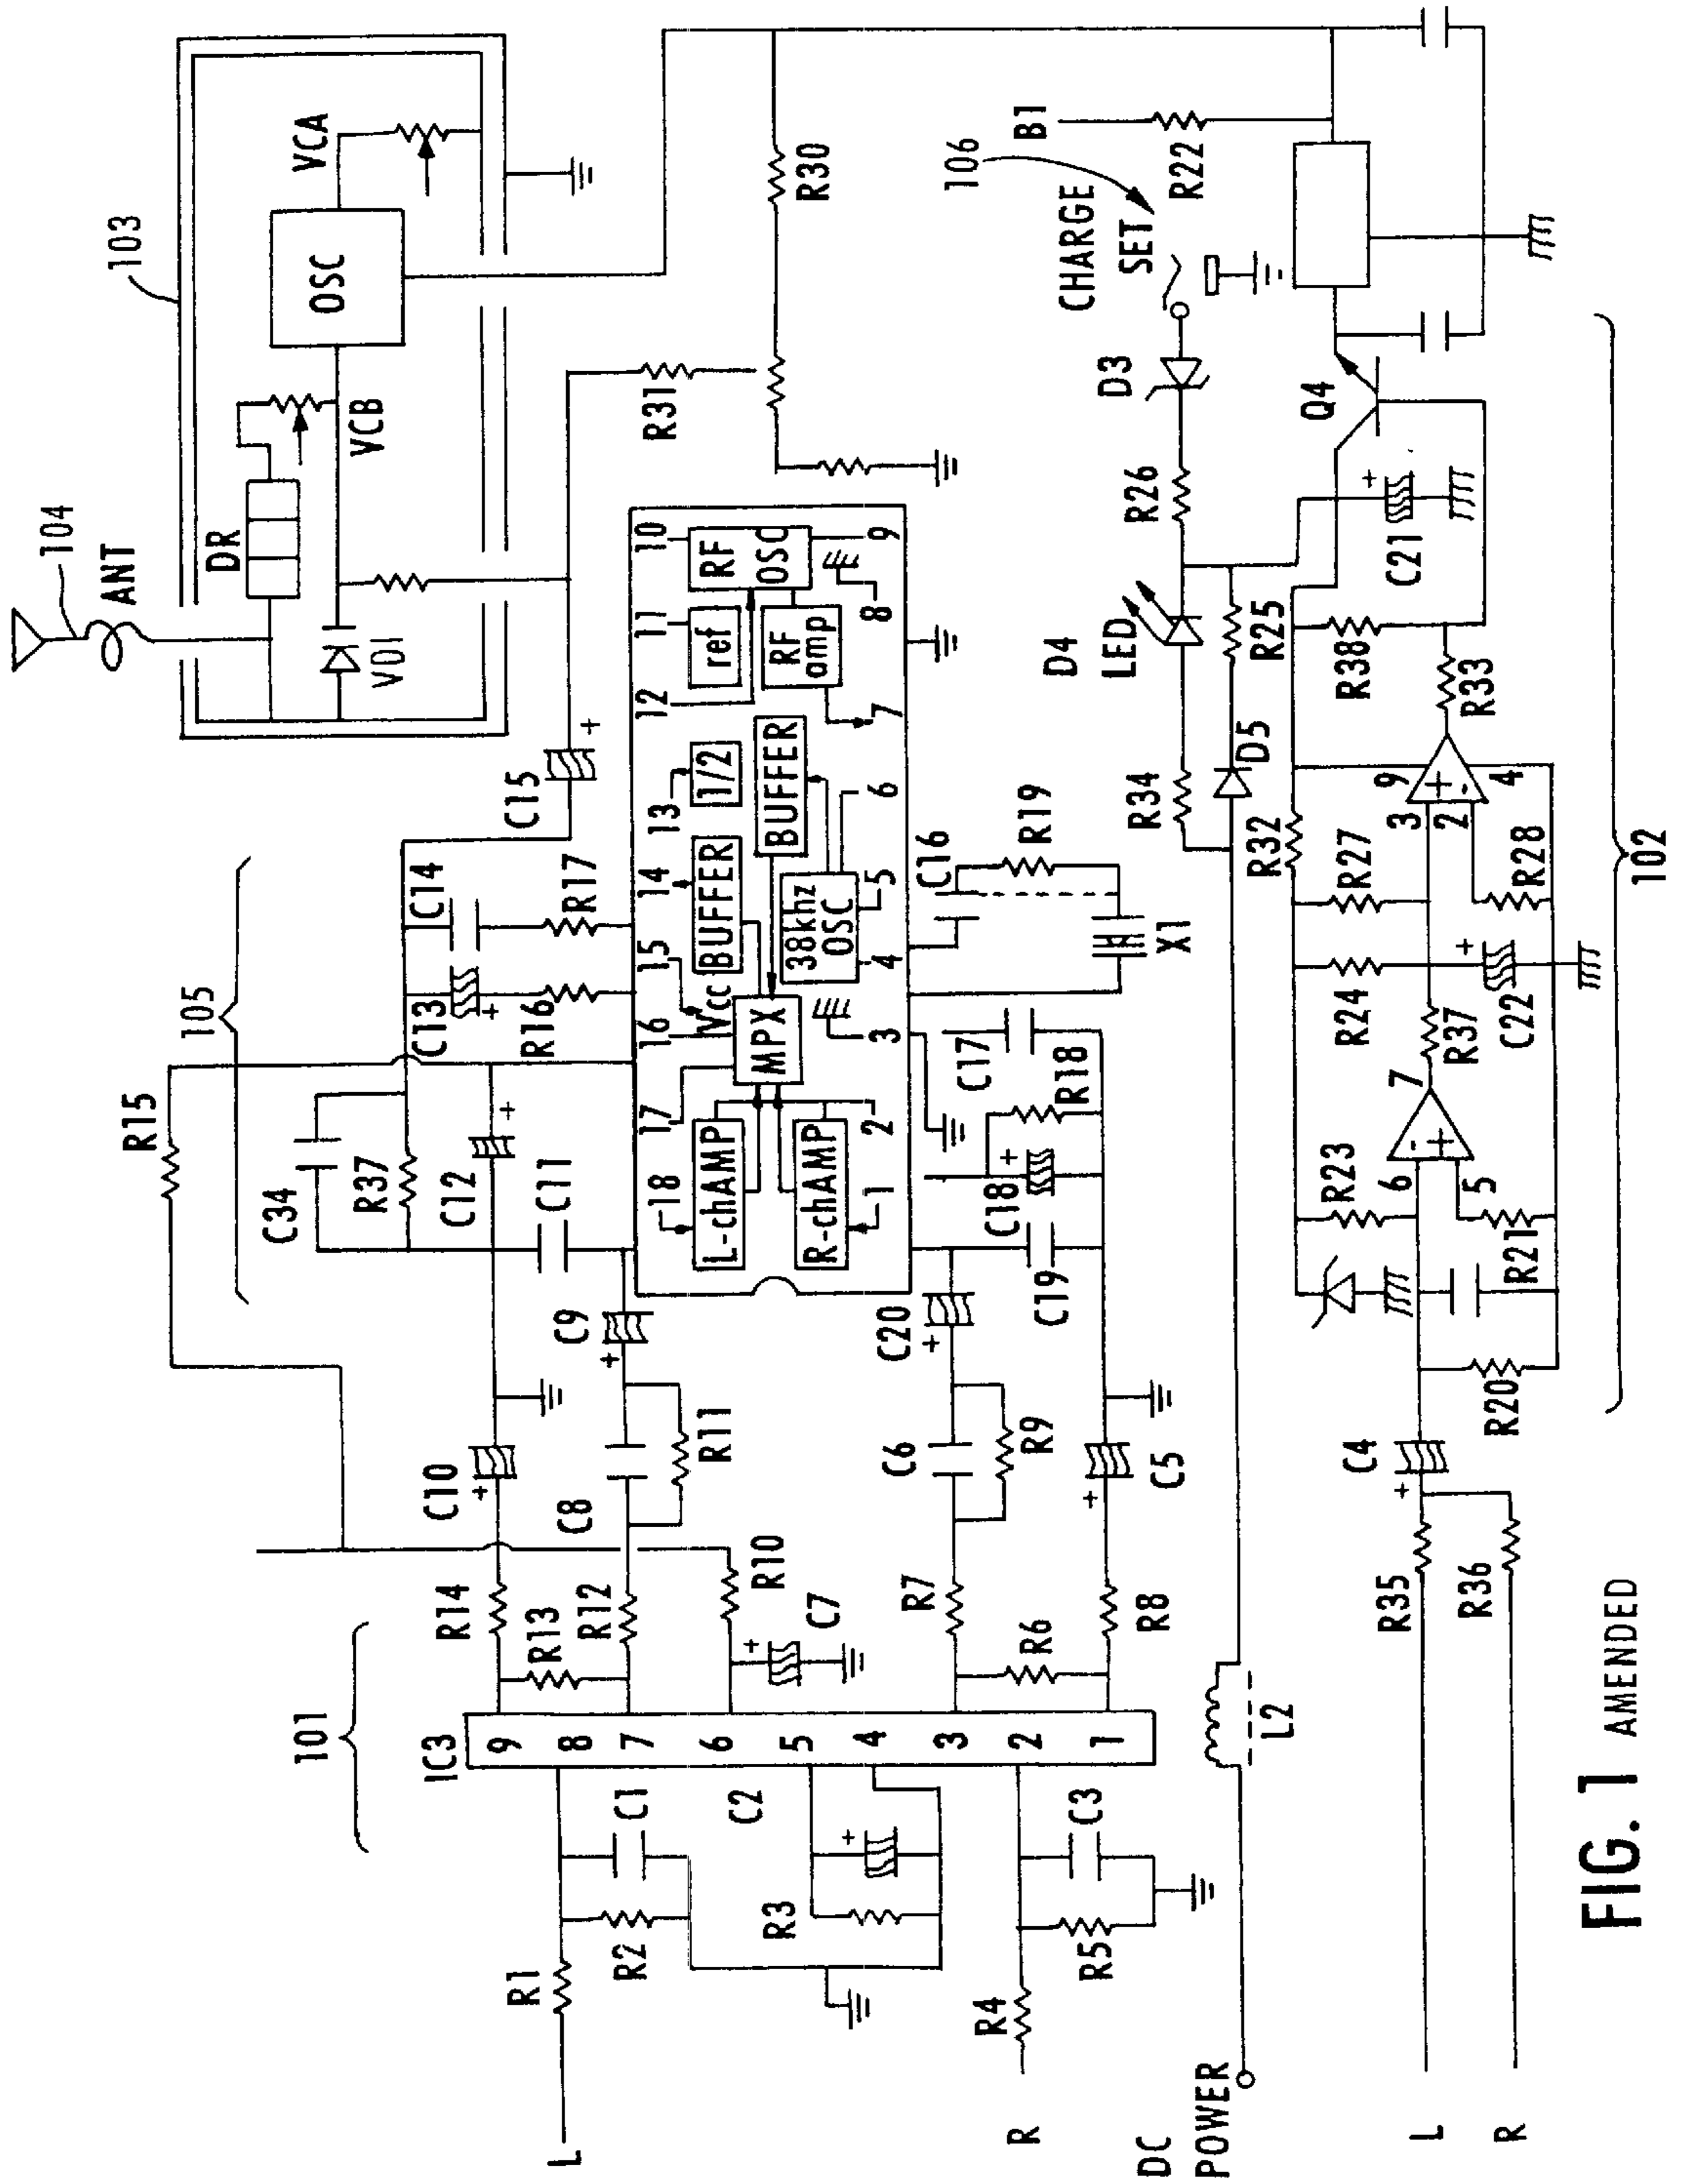 104
ANT
103
DR
VCB
OSC
VCA
VD1
R15
105
C34
R37
C12
C11
C13
R16
C14
R17
C15
R31
R30
101
IC3
9
8
7
6
5
4
3
2
1
R14
R13
R12
C10
C8
R11
C9
R10
C7
L
R1
R2
C1
C2
R3
R
R4
R5
C3
R7
R6
R8
C6
R9
C5
C20
C19
C18
R18
C17
C16
R19
X1
18
17
16
15
14
13
12
11
10
L-chAMP
R-chAMP
MPX
Vcc
BUFFER
1/2
BUFFER
ref
RF OSC
RF amp
38khz OSC
1
2
3
4
5
6
7
8
9
DC POWER
L2
R34
D5
D4
LED
R25
R26
D3
CHARGE SET
106
B1
R22
Q4
C21
R38
R33
R32
R27
R28
R24
C22
R37
R23
R21
R20
C4
R35
R36
L
R
6
5
7
3
2
9
4
102
FIG. 1 AMENDED